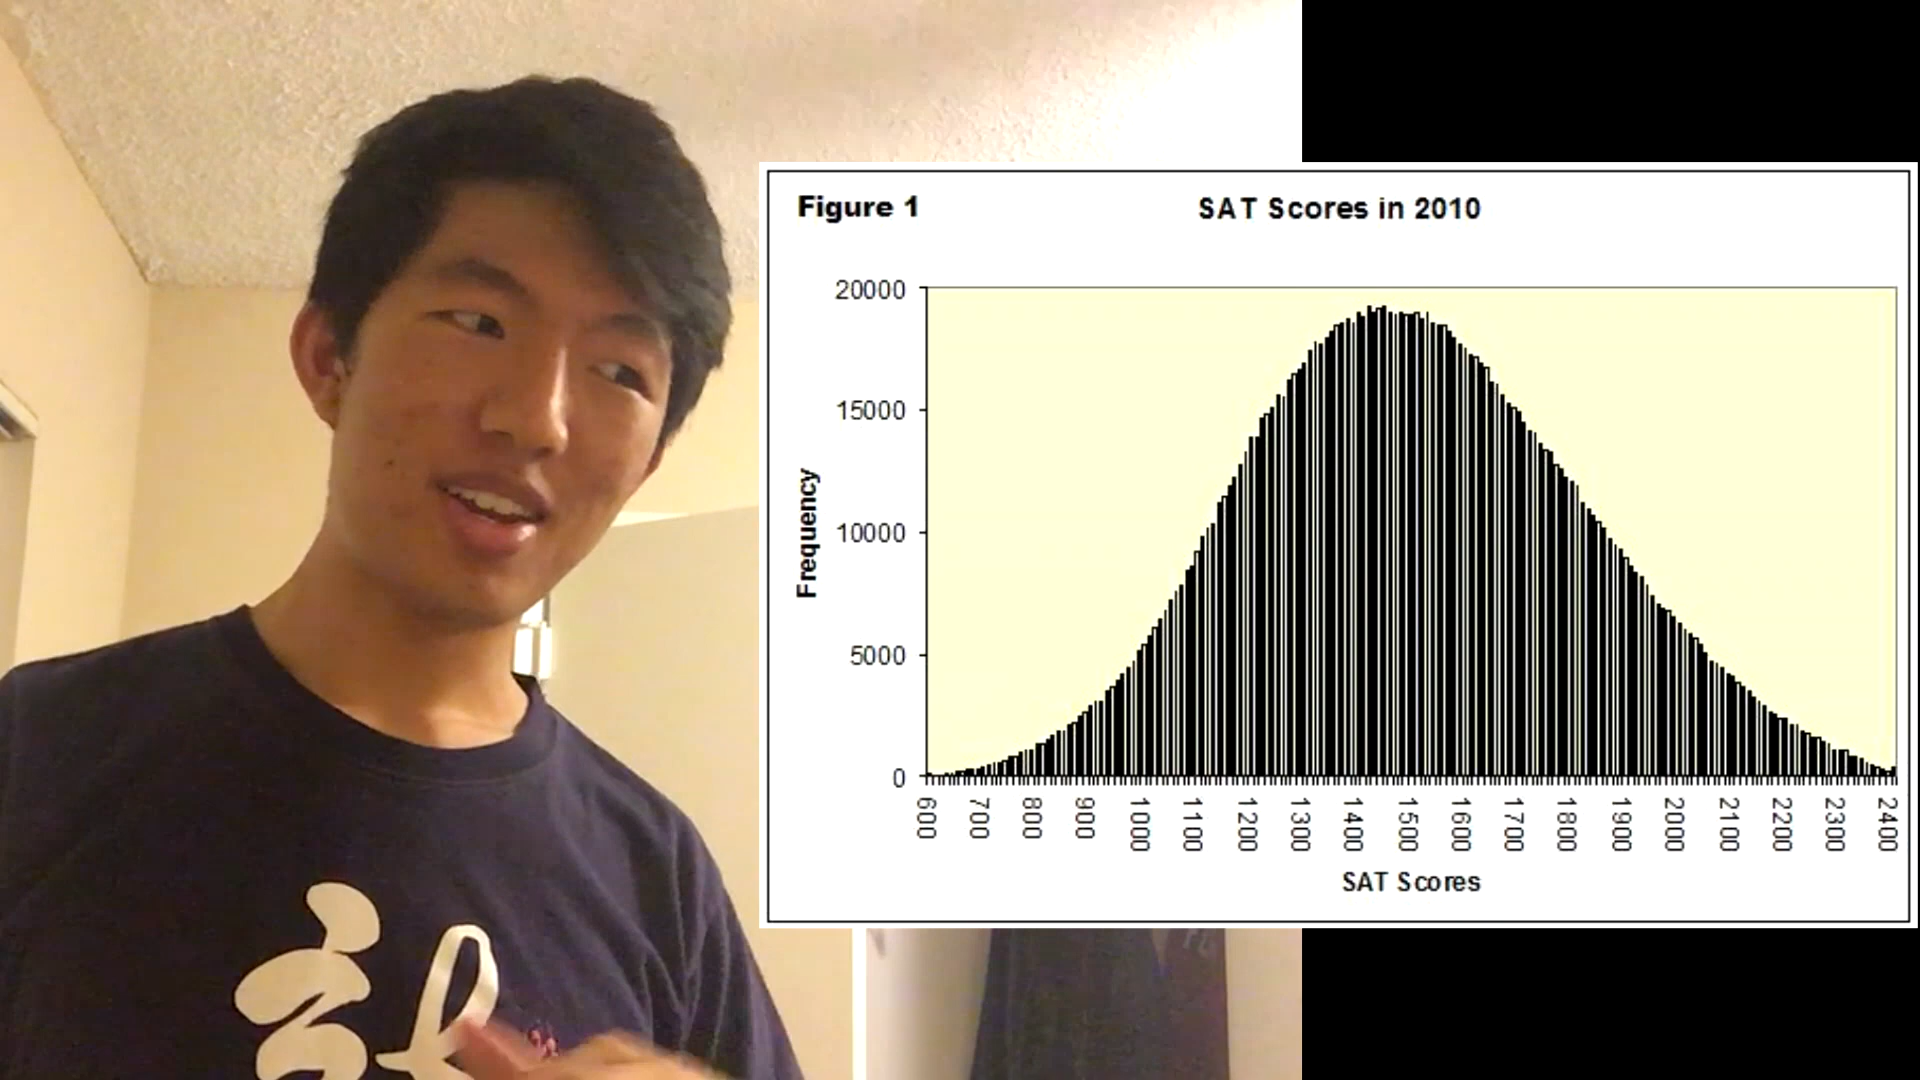 Figure 1
SAT Scores in 2010
20000
15000
10000
5000
0
Frequency
600 700 800 900 1000 1100 1200 1300 1400 1500 1600 1700 1800 1900 2000 2100 2200 2300 2400
SAT Scores